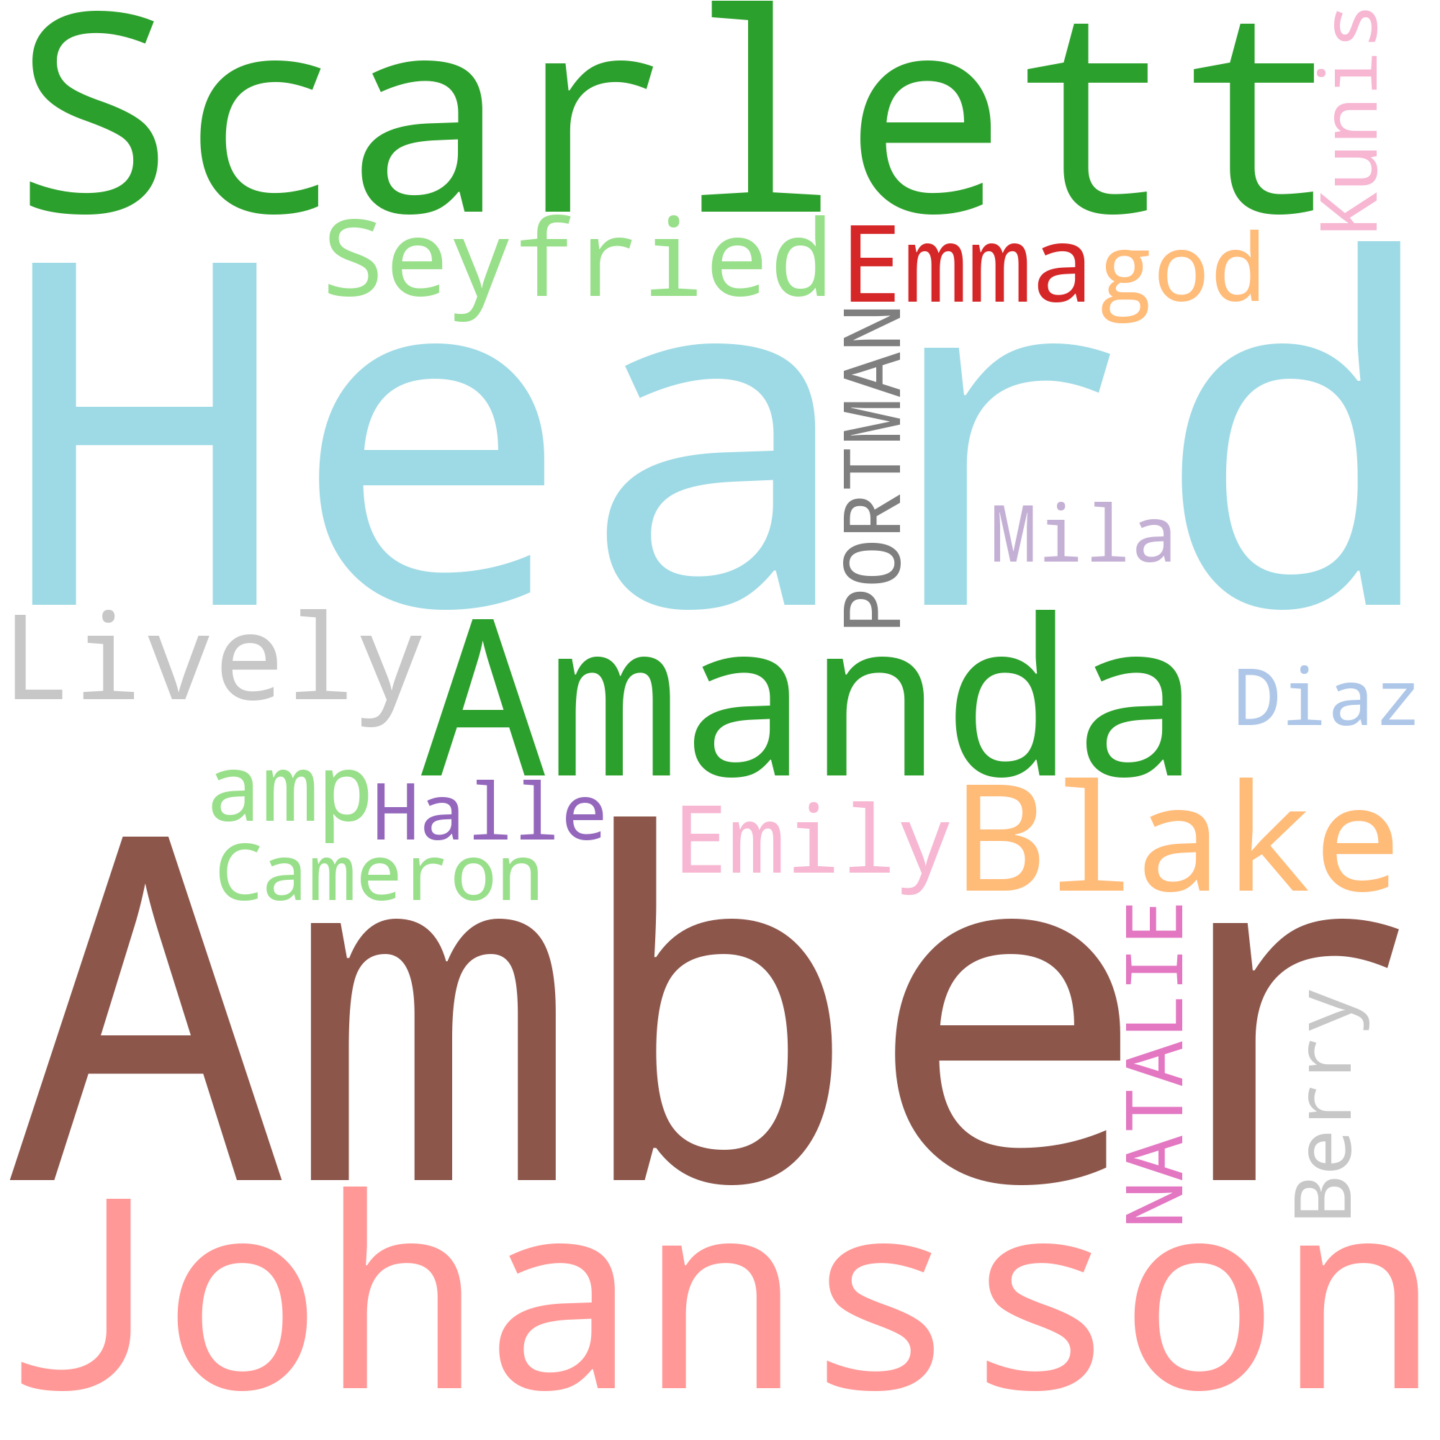 Scarlett
Kunis
Seyfried
Emma
god
Heard
PORTMAN
Mila
Lively
Amanda
Diaz
amp
Halle
Emily
Blake
Cameron
Amber
NATALIE
Berry
Johansson